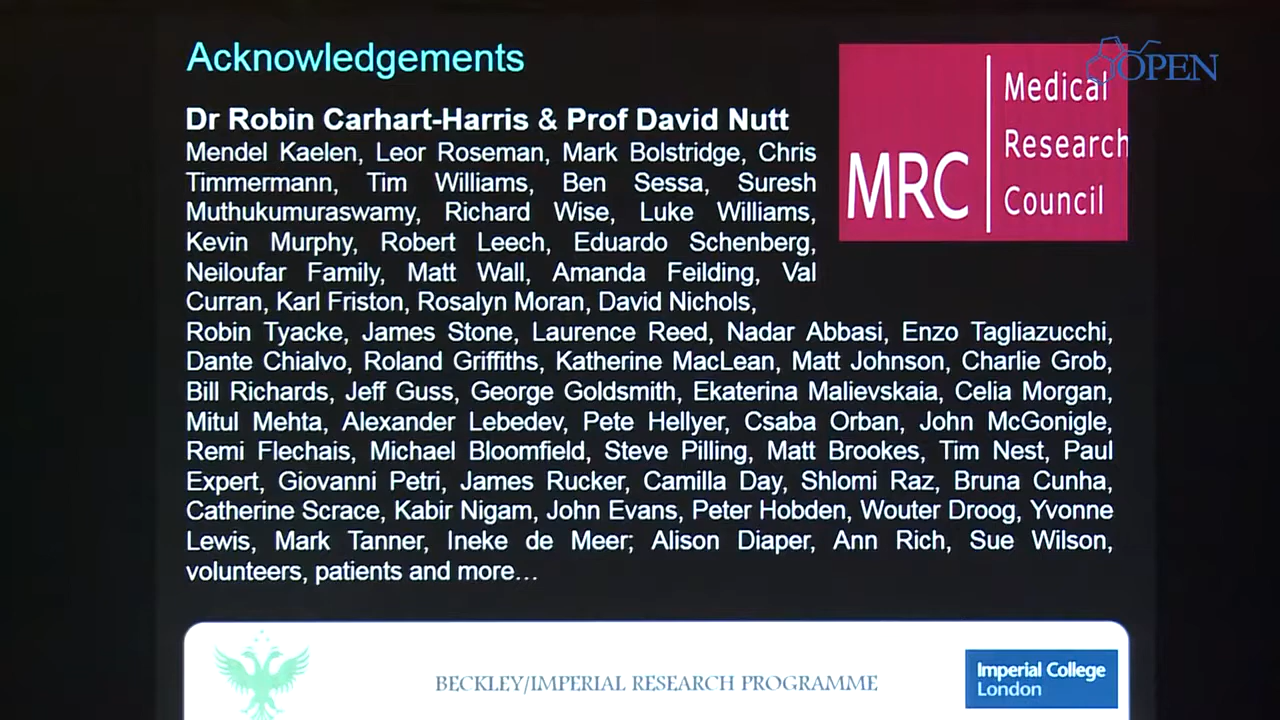 Acknowledgements
OPEN
Dr Robin Carhart-Harris & Prof David Nutt
Mendel Kaelen, Leor Roseman, Mark Bolstridge, Chris
Timmermann, Tim Williams, Ben Sessa, Suresh
Muthukumuraswamy, Richard Wise, Luke Williams,
Kevin Murphy, Robert Leech, Eduardo Schenberg,
Neiloufar Family, Matt Wall, Amanda Feilding, Val
Curran, Karl Friston, Rosalyn Moran, David Nichols,
MRC
Medical
Research
Council
Robin Tyacke, James Stone, Laurence Reed, Nadar Abbasi, Enzo Tagliazucchi,
Dante Chialvo, Roland Griffiths, Katherine MacLean, Matt Johnson, Charlie Grob,
Bill Richards, Jeff Guss, George Goldsmith, Ekaterina Malievskaia, Celia Morgan,
Mitul Mehta, Alexander Lebedev, Pete Hellyer, Csaba Orban, John McGonigle,
Remi Flechais, Michael Bloomfield, Steve Pilling, Matt Brookes, Tim Nest, Paul
Expert, Giovanni Petri, James Rucker, Camilla Day, Shlomi Raz, Bruna Cunha,
Catherine Scrace, Kabir Nigam, John Evans, Peter Hobden, Wouter Droog, Yvonne
Lewis, Mark Tanner, Ineke de Meer; Alison Diaper, Ann Rich, Sue Wilson,
volunteers, patients and more…
BECKLEY/IMPERIAL RESEARCH PROGRAMME
Imperial College
London